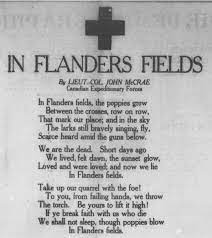 IN FLANDERS FIELDS
By LIEUT.-COL. JOHN McCRAE
Canadian Expeditionary Forces
In Flanders fields, the poppies grow
Between the crosses, row on row,
That mark our place; and in the sky
The larks still bravely singing, fly,
Scarce heard amid the guns below.
We are the dead. Short days ago
We lived, felt dawn, the sunset glow,
Loved and were loved; and now we lie
In Flanders fields.
Take up our quarrel with the foe!
To you, from failing hands, we throw
The torch. Be yours to lift it high!
If ye break faith with us who die
We shall not sleep, though poppies blow
In Flanders fields.